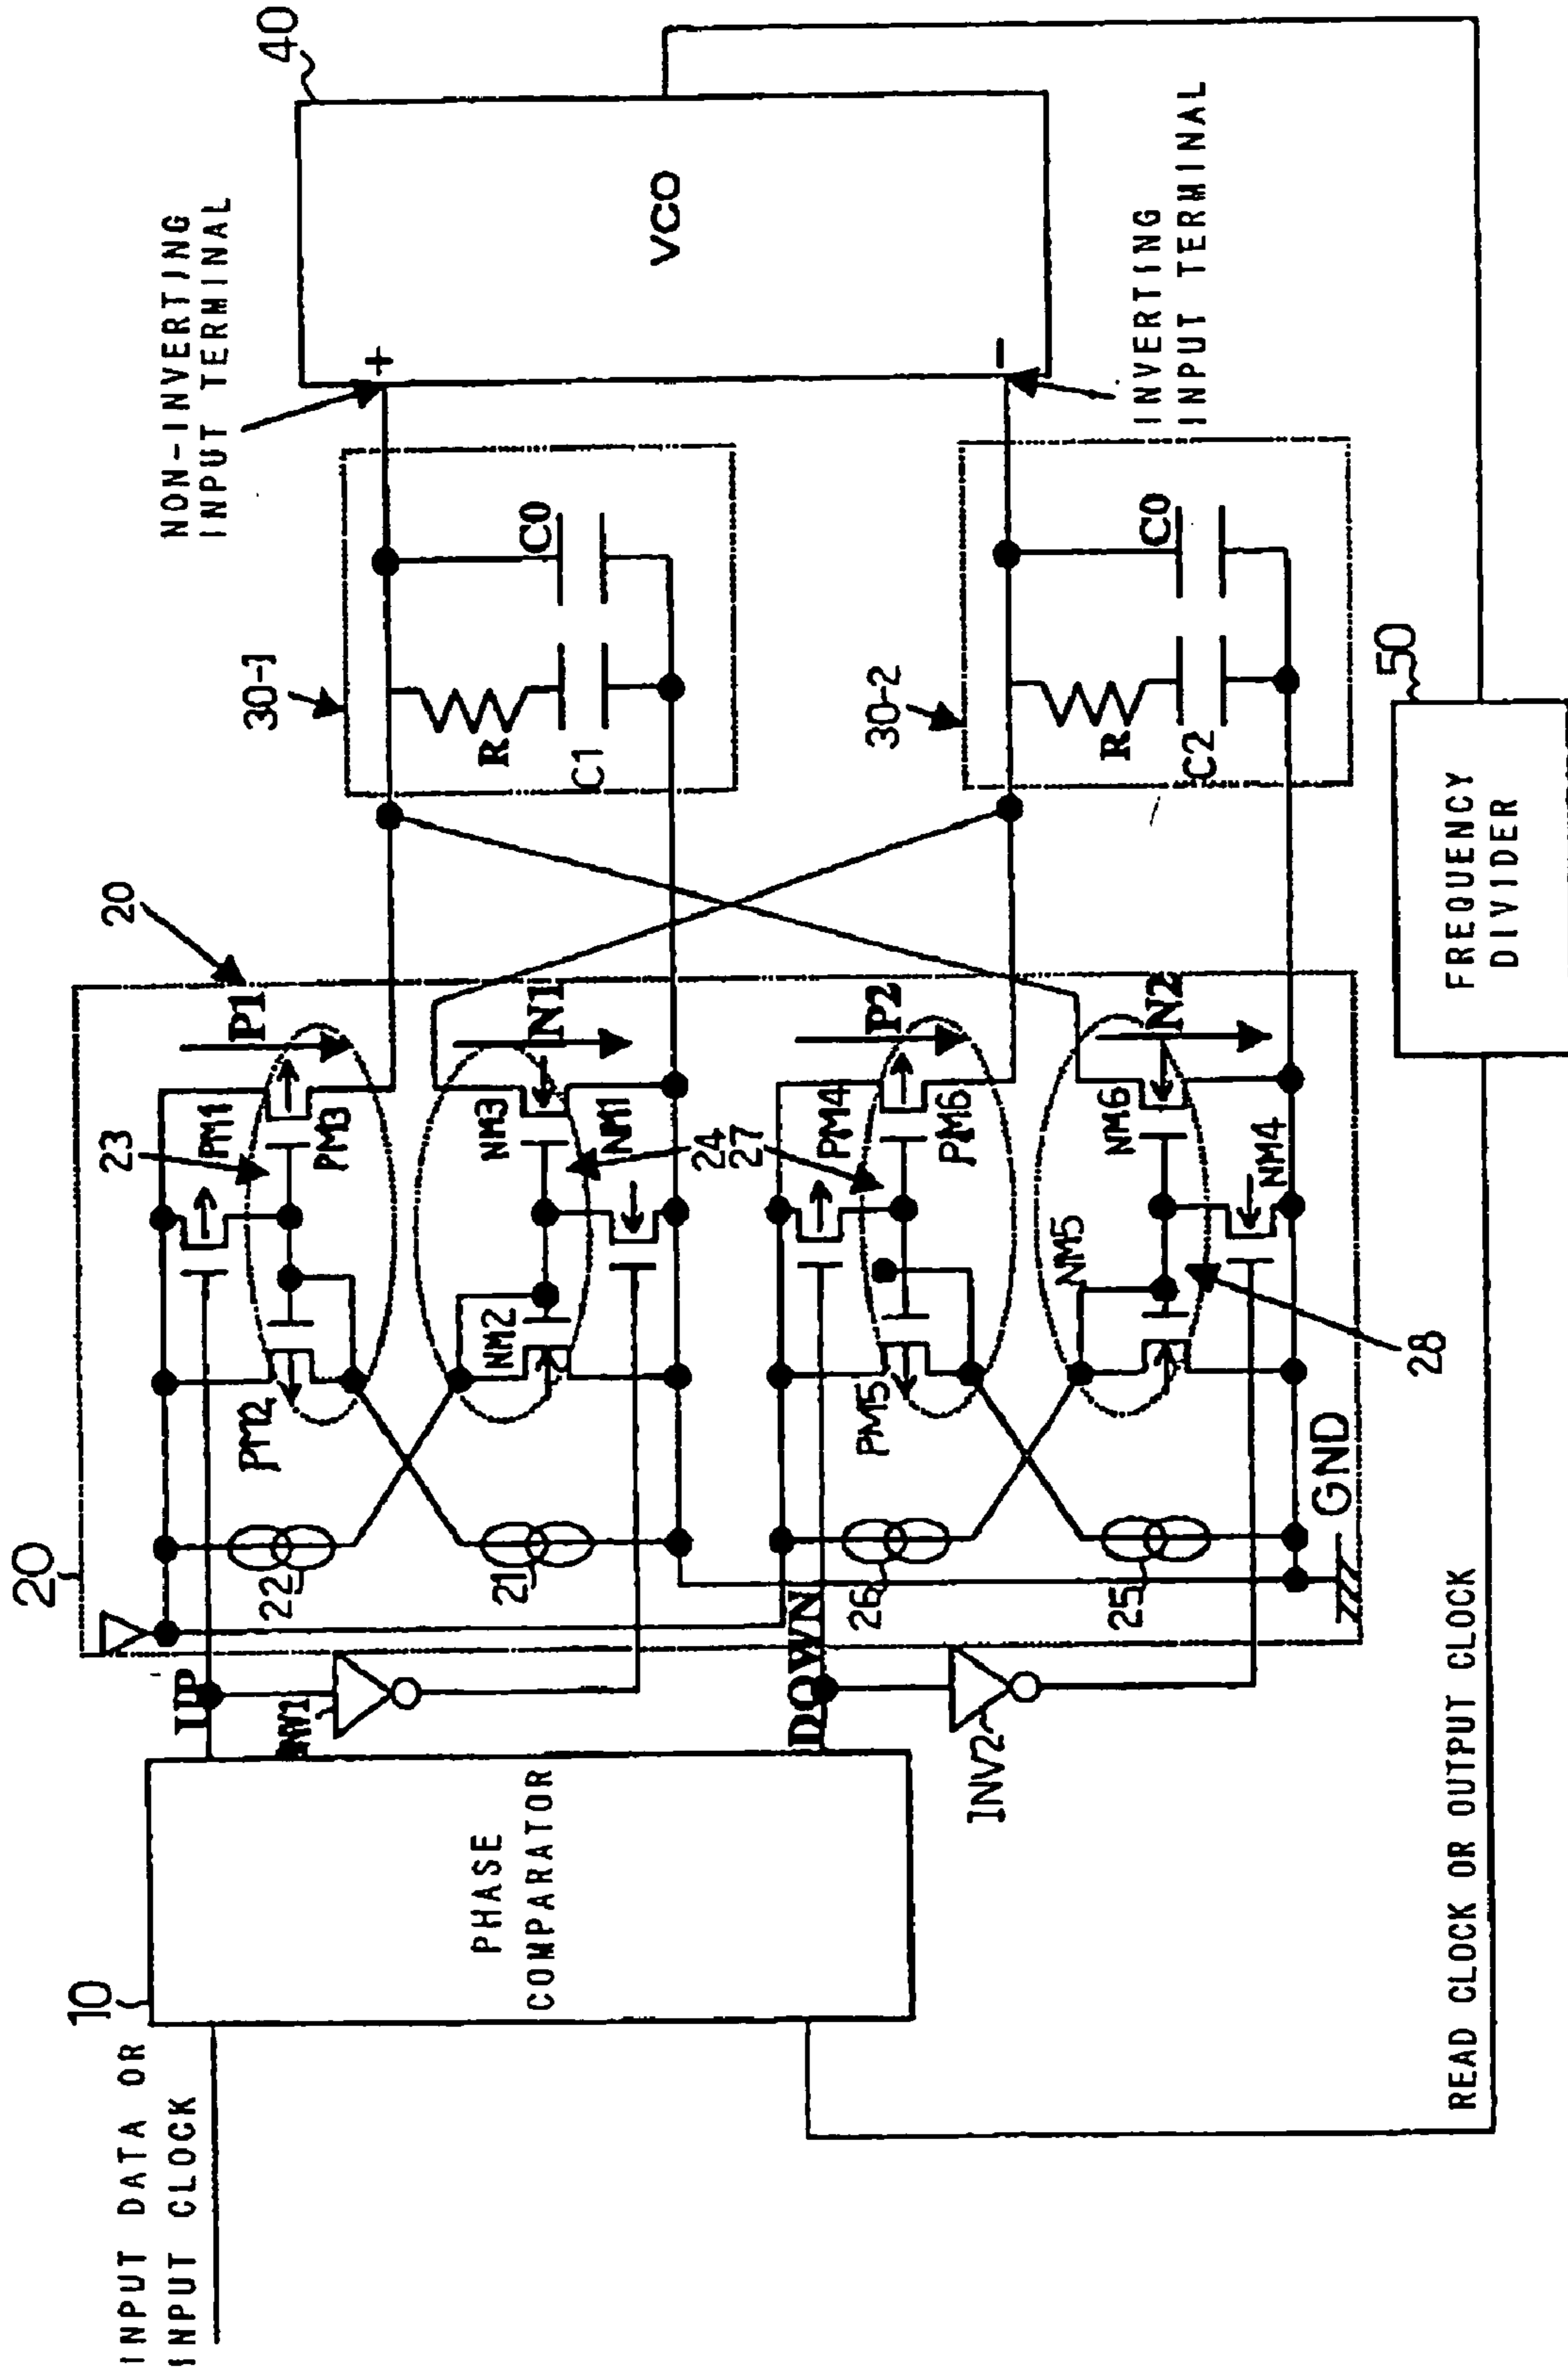 INPUT DATA OR
INPUT CLOCK
10
PHASE
COMPARATOR
UP
DOWN
INV2
20
20
22
21
26
25
GND
PM2
PM1
23
PM3
P1
NM2
NM3
NM1
N1
24
27
PM5
PM4
PM6
P2
NM5
NM6
NM4
N2
28
30-1
R
C1
C0
30-2
R
C2
C0
NON-INVERTING
INPUT TERMINAL
+
40
VCO
-
INVERTING
INPUT TERMINAL
50
FREQUENCY
DIVIDER
READ CLOCK OR OUTPUT CLOCK